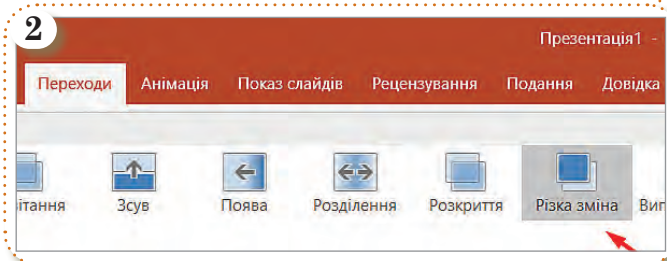 2
Презентація1 -
Переходи Анімація Показ слайдів Рецензування Подання Довідка
Зсув Поява Розділення Розкриття Різка зміна